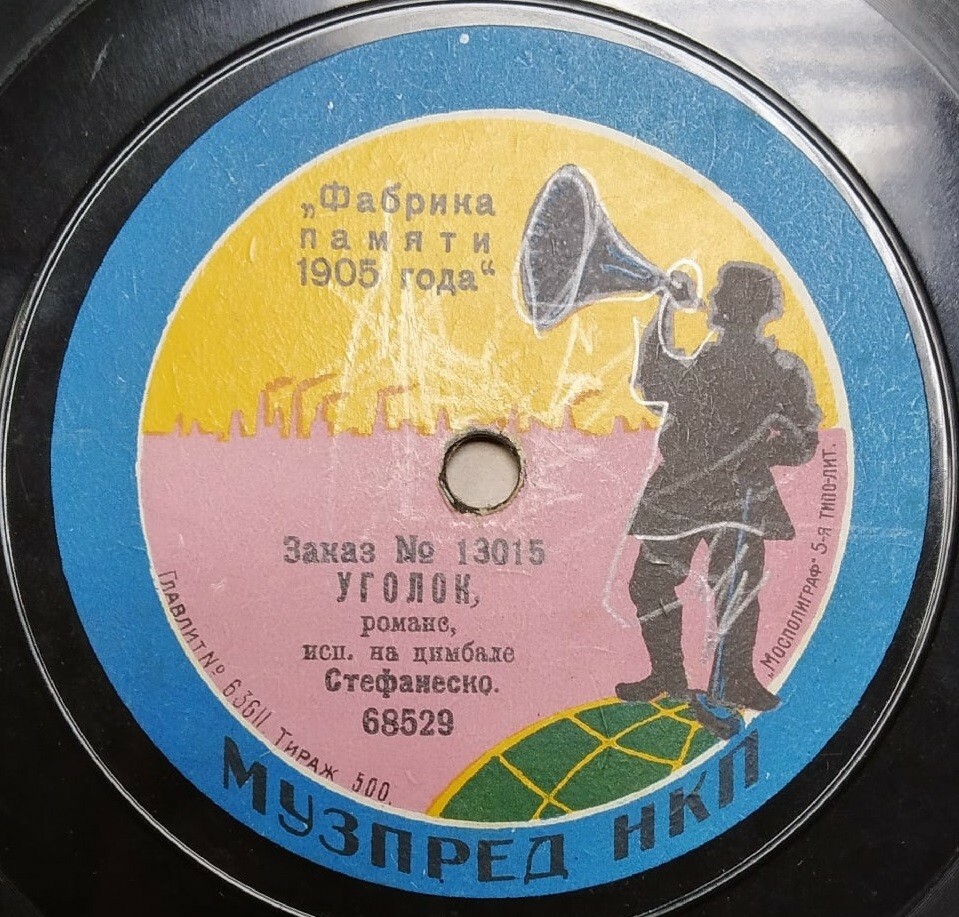 „Фабрика
памяти
1905 года“
Заказ № 13015
УГОЛОК,
романс,
исп. на цимбале
Стефанеско.
68529
Главлит № 63611 Тираж 500.
„Мосполиграф“ 5-я типо-лит.
МУЗПРЕД НКП